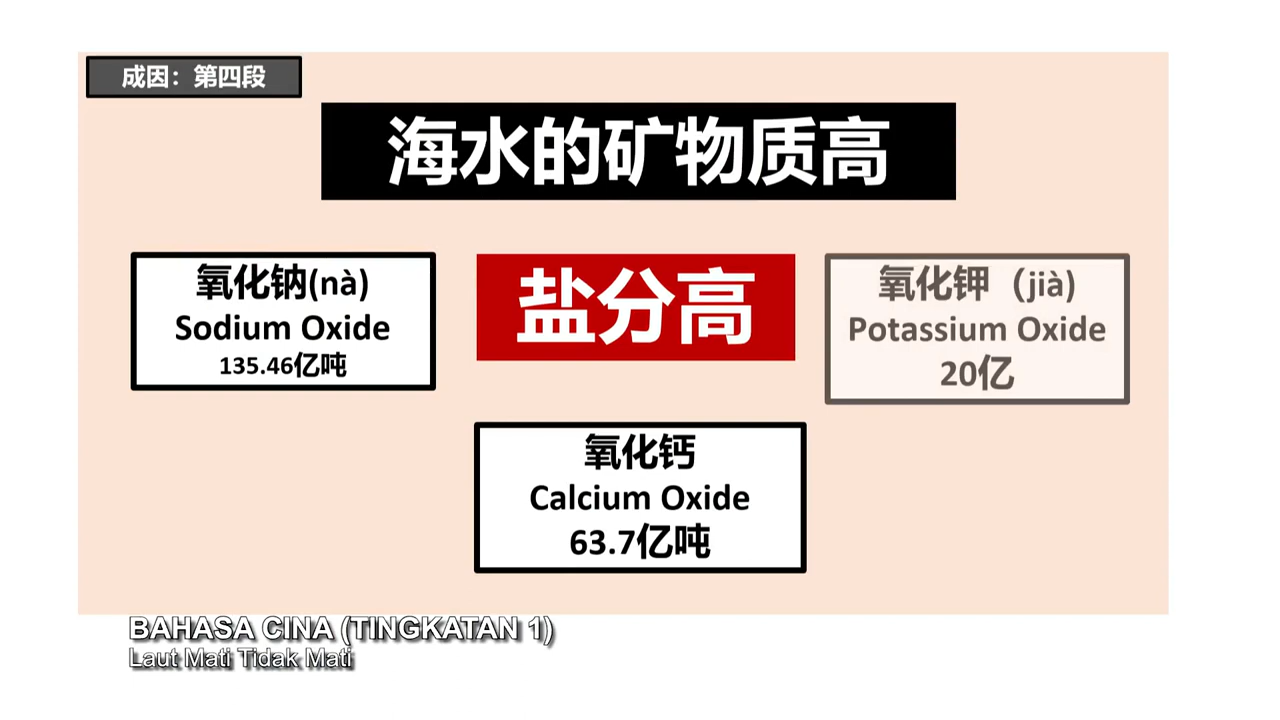 成因：第四段
海水的矿物质高
氧化钠(nà)
Sodium Oxide
135.46亿吨
盐分高
氧化钾（jià)
Potassium Oxide
20亿
氧化钙
Calcium Oxide
63.7亿吨
BAHASA CINA (TINGKATAN 1)
Laut Mati Tidak Mati